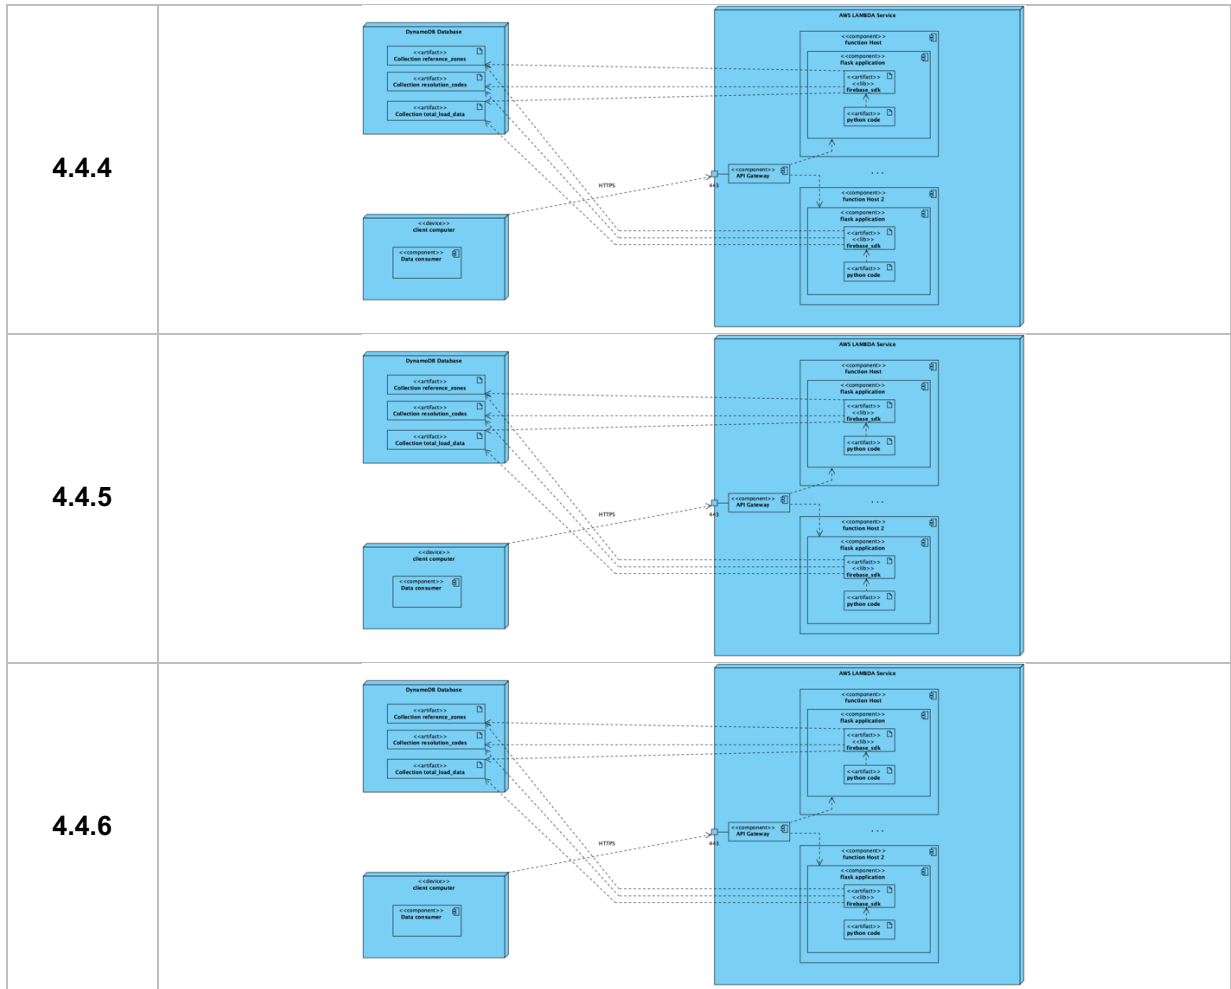 4.4.4
DynamoDB Database
<<artifact>>
Collection reference_zones
<<artifact>>
Collection resolution_codes
<<artifact>>
Collection total_load_data
<<device>>
client computer
<<component>>
Data consumer
HTTPS
AWS LAMBDA Service
<<component>>
function Host
<<component>>
flask application
<<artifact>>
<<lib>>
firebase_sdk
<<artifact>>
python code
443
<<component>>
API Gateway
. . .
<<component>>
function Host 2
<<component>>
flask application
<<artifact>>
<<lib>>
firebase_sdk
<<artifact>>
python code
4.4.5
DynamoDB Database
<<artifact>>
Collection reference_zones
<<artifact>>
Collection resolution_codes
<<artifact>>
Collection total_load_data
<<device>>
client computer
<<component>>
Data consumer
HTTPS
AWS LAMBDA Service
<<component>>
function Host
<<component>>
flask application
<<artifact>>
<<lib>>
firebase_sdk
<<artifact>>
python code
443
<<component>>
API Gateway
. . .
<<component>>
function Host 2
<<component>>
flask application
<<artifact>>
<<lib>>
firebase_sdk
<<artifact>>
python code
4.4.6
DynamoDB Database
<<artifact>>
Collection reference_zones
<<artifact>>
Collection resolution_codes
<<artifact>>
Collection total_load_data
<<device>>
client computer
<<component>>
Data consumer
HTTPS
AWS LAMBDA Service
<<component>>
function Host
<<component>>
flask application
<<artifact>>
<<lib>>
firebase_sdk
<<artifact>>
python code
443
<<component>>
API Gateway
. . .
<<component>>
function Host 2
<<component>>
flask application
<<artifact>>
<<lib>>
firebase_sdk
<<artifact>>
python code